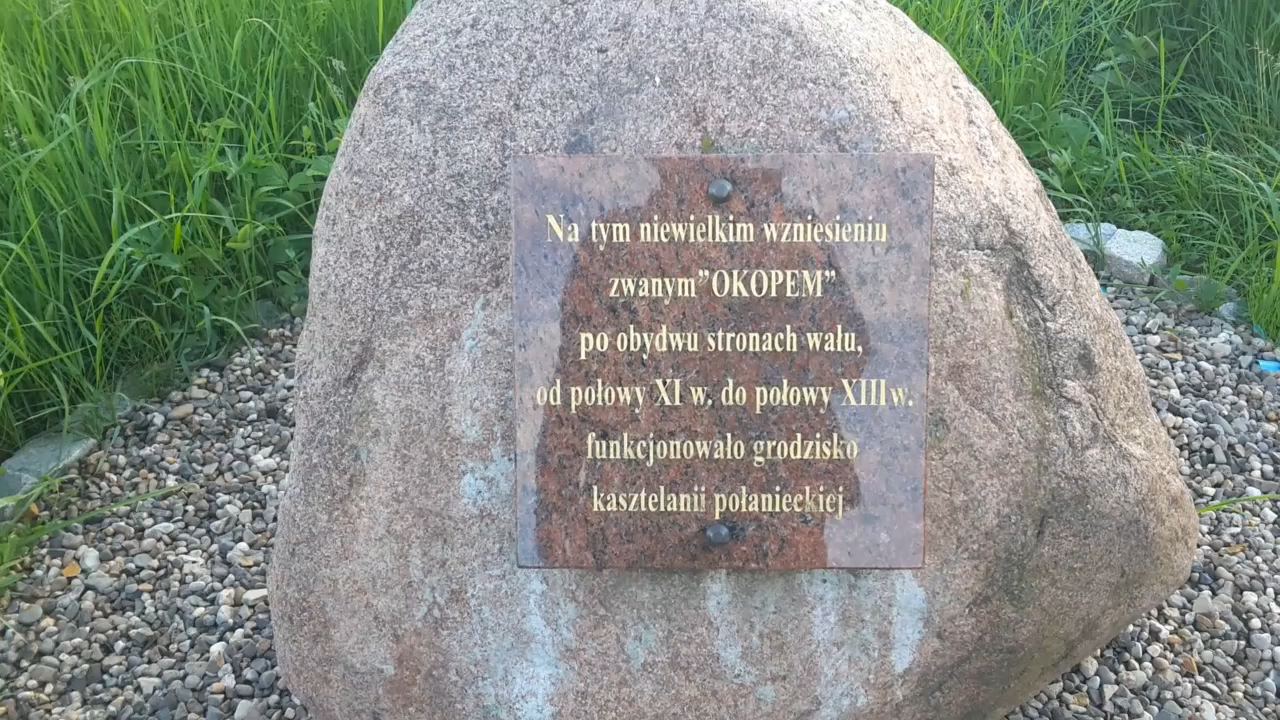 Na tym niewielkim wzniesieniu
zwanym”OKOPEM”
po obydwu stronach wału,
od połowy XI w. do połowy XIII w.
funkcjonowało grodzisko
kasztelanii połanieckiej